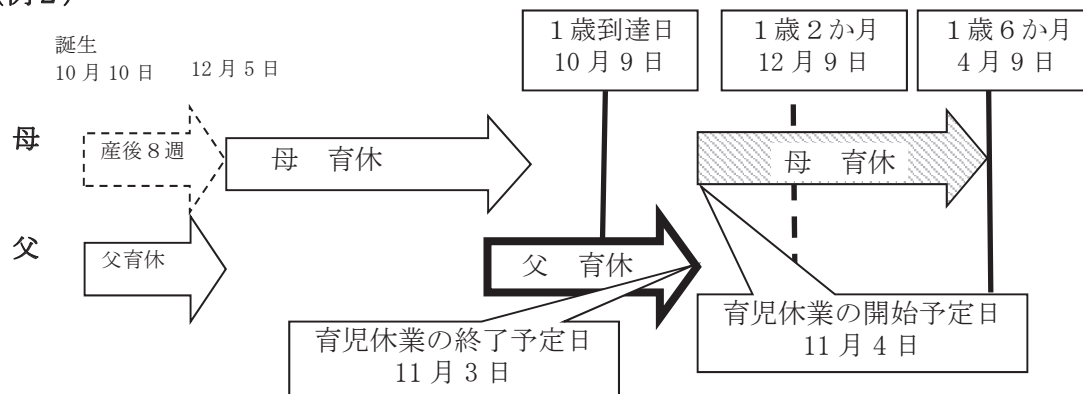 (例2)
誕生
10月10日 12月5日
1歳到達日
10月9日
1歳2か月
12月9日
1歳6か月
4月9日
母
産後8週
母 育休
母 育休
父
父育休
父 育休
育児休業の終了予定日
11月3日
育児休業の開始予定日
11月4日